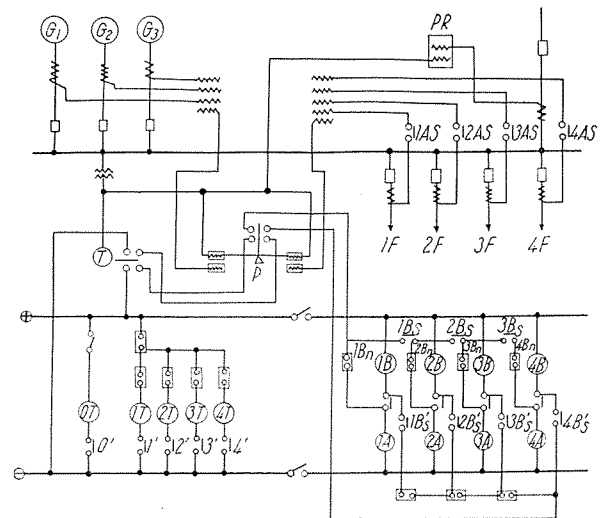 G1 G2 G3 PR
\1AS \2AS \3AS \4AS
1F 2F 3F 4F
T P
⊕ 1Bs 2Bs 3Bs
1Bn 1B 2Bn 2B 3Bn 3B 4Bn 4B
0T 1T 2T 3T 4T
\1B's \2B's \3B's \4B's
\0' \1' \2' \3' \4' 1A 2A 3A 4A
⊖